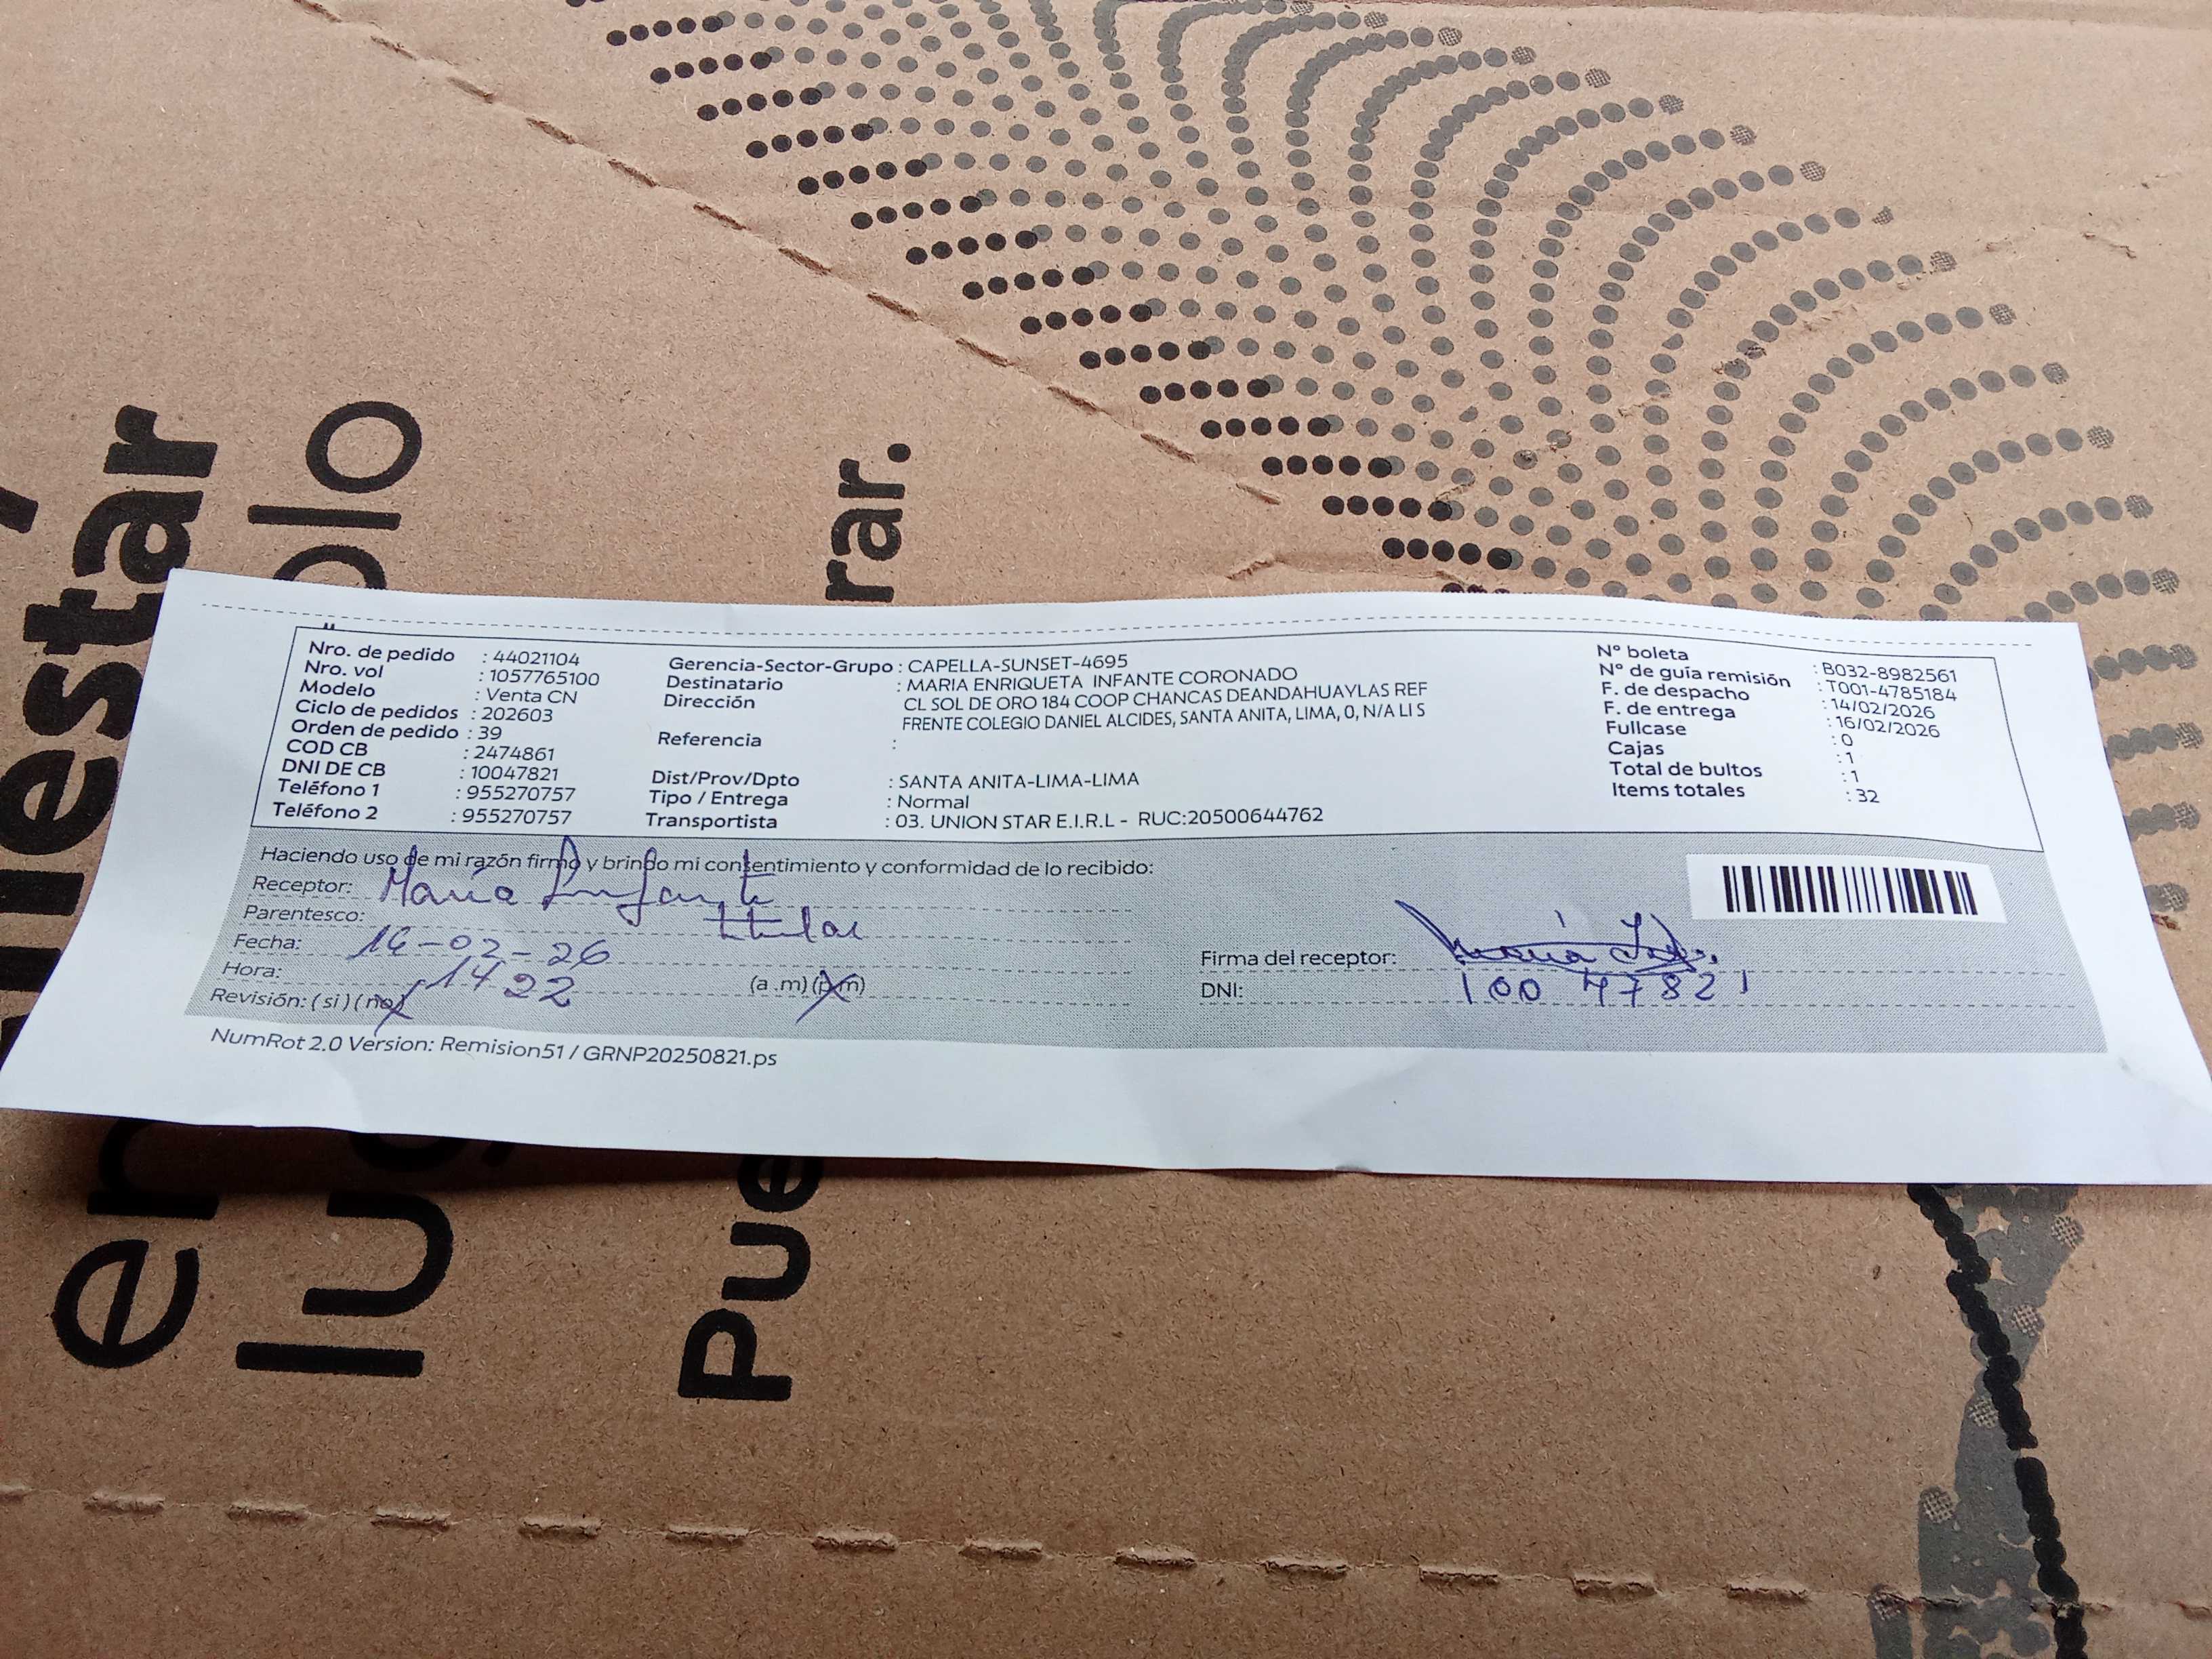 Nro. de pedido : 44021104
Nro. vol : 1057765100
Modelo : Venta CN
Ciclo de pedidos : 202603
Orden de pedido : 39
COD CB : 2474861
DNI DE CB : 10047821
Teléfono 1 : 955270757
Teléfono 2 : 955270757
Gerencia-Sector-Grupo : CAPELLA-SUNSET-4695
Destinatario : MARIA ENRIQUETA INFANTE CORONADO
Dirección : CL SOL DE ORO 184 COOP CHANCAS DEANDAHUAYLAS REF
FRENTE COLEGIO DANIEL ALCIDES, SANTA ANITA, LIMA, 0, N/A LI S
Referencia :
Dist/Prov/Dpto : SANTA ANITA-LIMA-LIMA
Tipo / Entrega : Normal
Transportista : 03. UNION STAR E.I.R.L - RUC:20500644762
N° boleta : B032-8982561
N° de guía remisión : T001-4785184
F. de despacho : 14/02/2026
F. de entrega : 16/02/2026
Fullcase : 0
Cajas : 1
Total de bultos : 1
Items totales : 32
Haciendo uso de mi razón firmo y brindo mi consentimiento y conformidad de lo recibido:
Receptor: María Infante
Parentesco: titular
Fecha: 16-02-26
Hora: 14 22 (a .m) (p.m)
Revisión: ( si ) ( no)
Firma del receptor: María
DNI: 10047821
NumRot 2.0 Version: Remision51 / GRNP20250821.ps
rar.
Pue